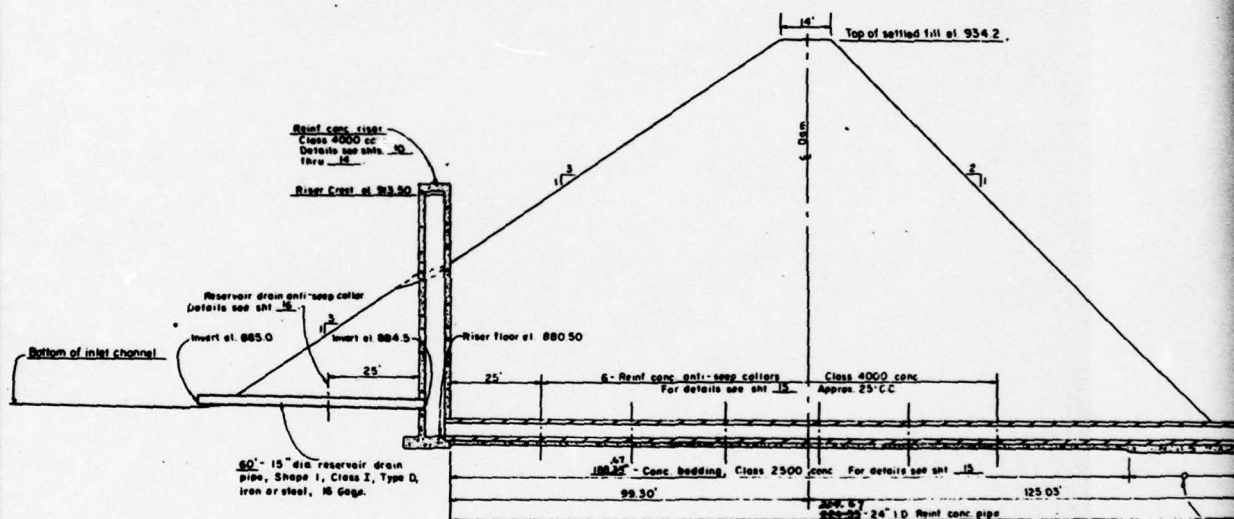 14'
Top of settled fill el. 934.2
Reinf conc riser
Class 4000 cc
Details see shts. 10
thru 14
Riser Crest el. 913.50
℄ Dam
3
1
2
1
Reservoir drain anti-seep collar
Details see sht 16
3
1
Invert el. 885.0
Invert el. 884.5
Riser floor el. 880.50
Bottom of inlet channel
25'
25'
6 - Reinf conc. anti-seep collars Class 4000 conc
For details see sht 15 Approx. 25' C.C.
60' - 15" dia reservoir drain
pipe, Shape 1, Class I, Type D,
iron or steel, 16 Gage.
.67
- Conc. bedding, Class 2500 conc For details see sht 15
99.30'
125.03'
.67
- 24" I.D Reinf conc. pipe